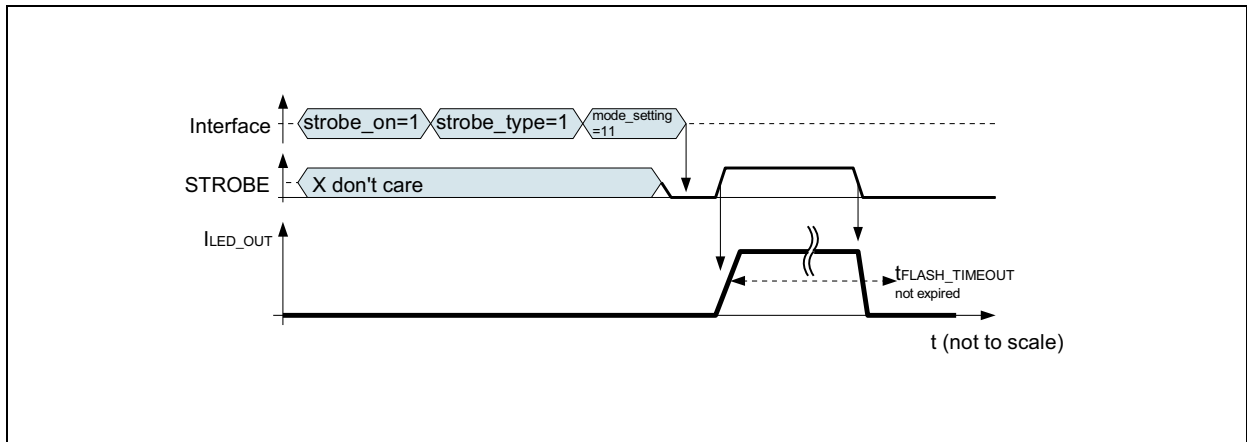 Interface
strobe_on=1
strobe_type=1
mode_setting
=11
STROBE
X don't care
ILED_OUT
tFLASH_TIMEOUT
not expired
t (not to scale)